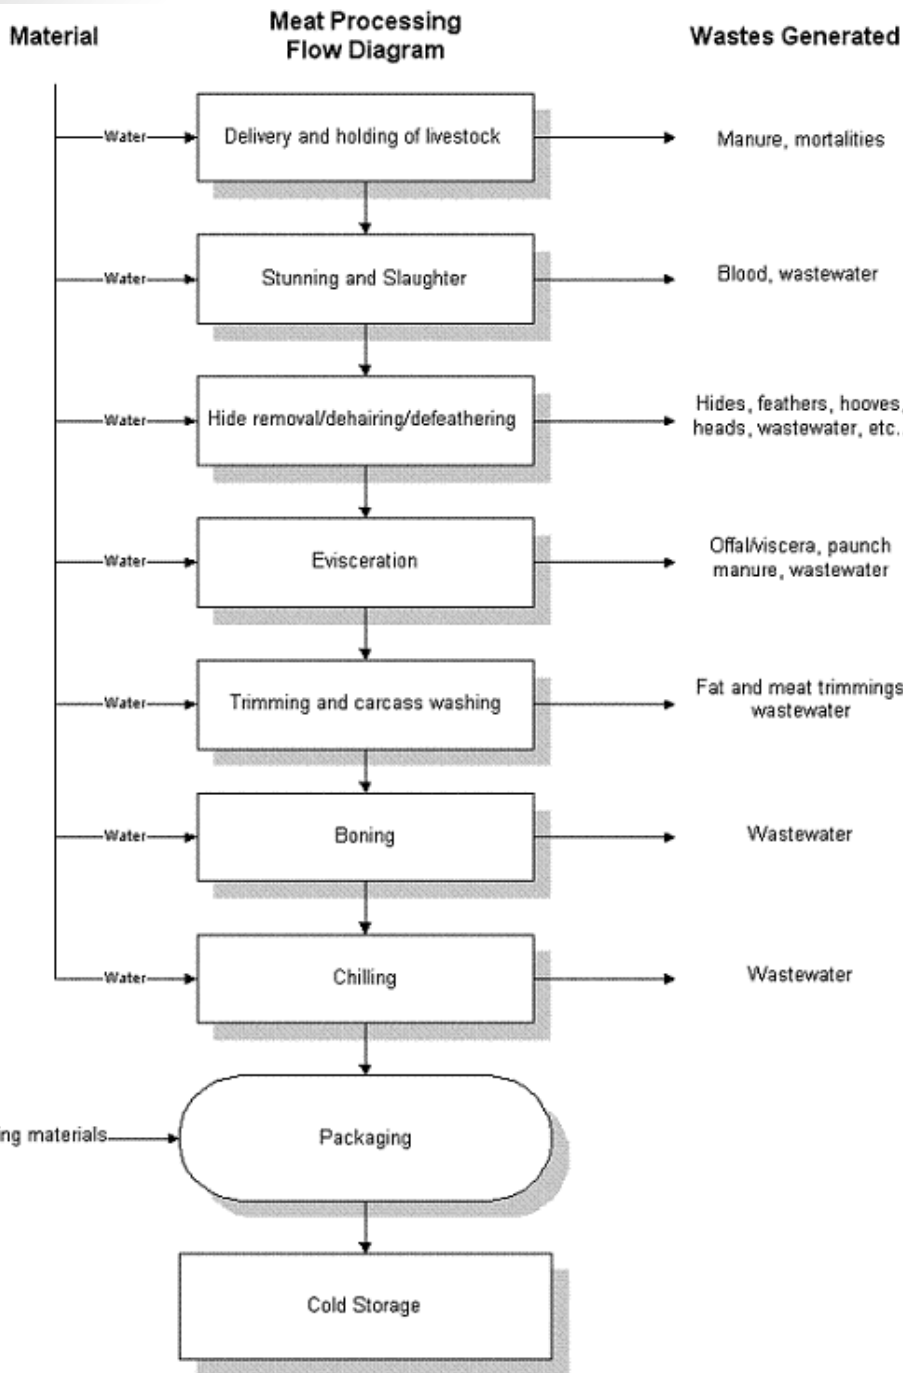 Material
Meat Processing
Flow Diagram
Wastes Generated
Water
Delivery and holding of livestock
Manure, mortalities
Water
Stunning and Slaughter
Blood, wastewater
Water
Hide removal/dehairing/defeathering
Hides, feathers, hooves,
heads, wastewater, etc..
Water
Evisceration
Offal/viscera, paunch
manure, wastewater
Water
Trimming and carcass washing
Fat and meat trimmings
wastewater
Water
Boning
Wastewater
Water
Chilling
Wastewater
ing materials
Packaging
Cold Storage